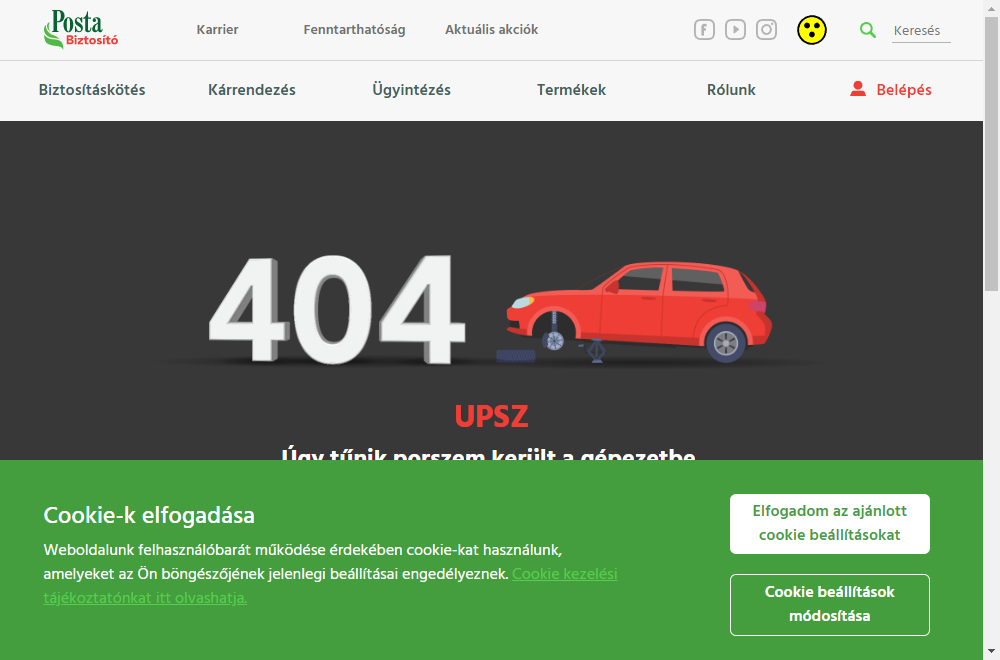 Posta
Biztosító
Karrier
Fenntarthatóság
Aktuális akciók
Keresés
Biztosításkötés
Kárrendezés
Ügyintézés
Termékek
Rólunk
Belépés
404
UPSZ
Úgy tűnik porszem került a gépezetbe
Cookie-k elfogadása
Weboldalunk felhasználóbarát működése érdekében cookie-kat használunk,
amelyeket az Ön böngészőjének jelenlegi beállításai engedélyeznek. Cookie kezelési
tájékoztatónkat itt olvashatja.
Elfogadom az ajánlott
cookie beállításokat
Cookie beállítások
módosítása